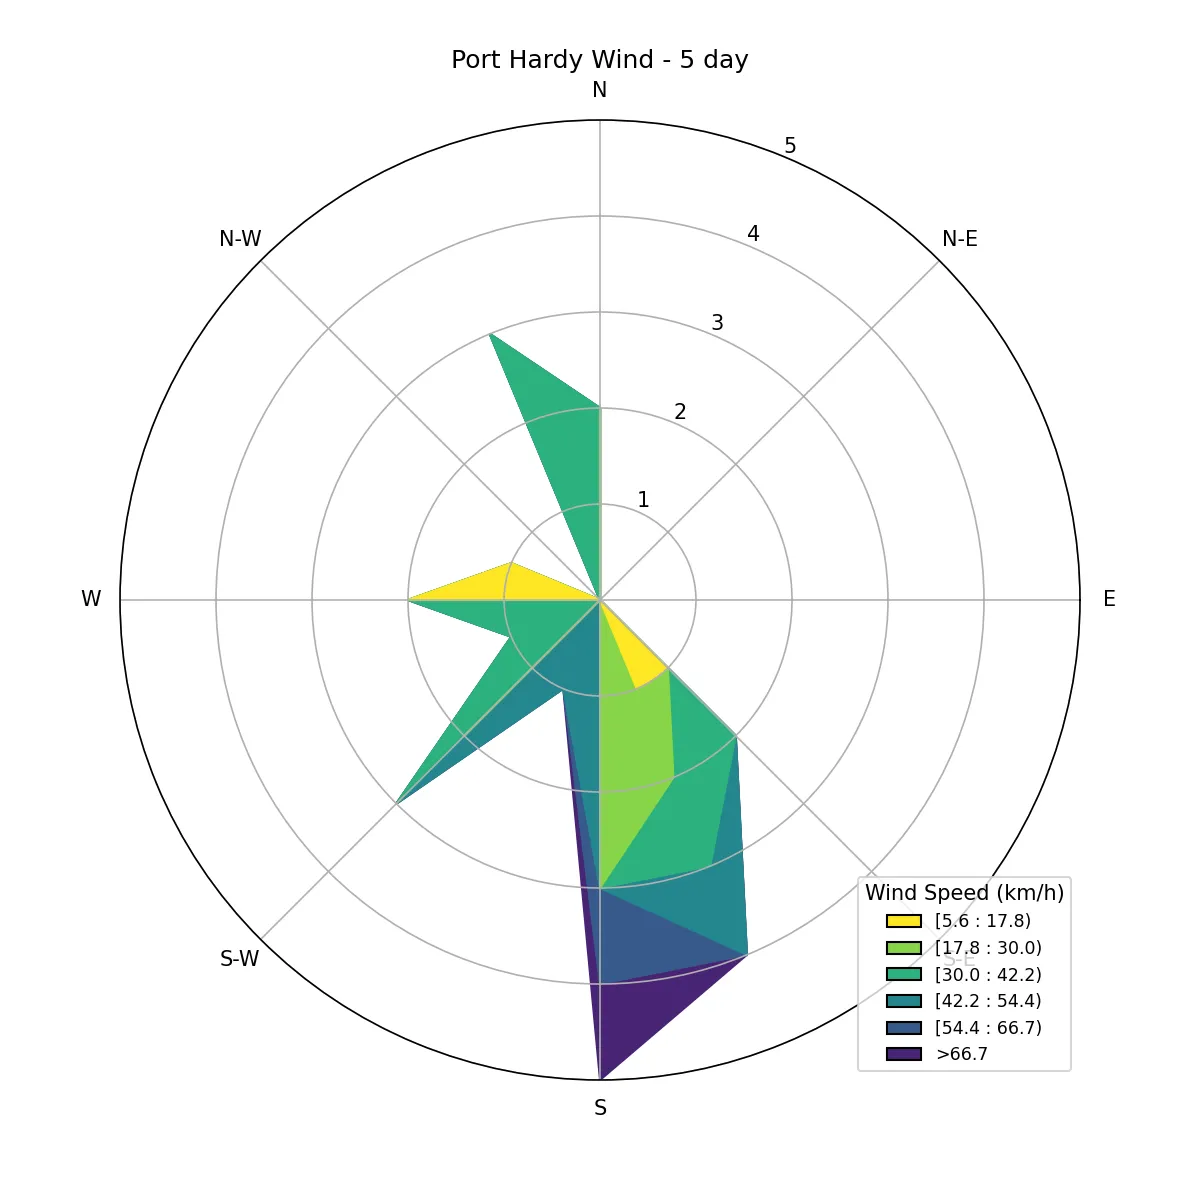 Port Hardy Wind - 5 day
N
5
N-W
4
N-E
3
2
1
W
E
Wind Speed (km/h)
[5.6 : 17.8)
[17.8 : 30.0)
[30.0 : 42.2)
[42.2 : 54.4)
[54.4 : 66.7)
>66.7
S-W
S-E
S